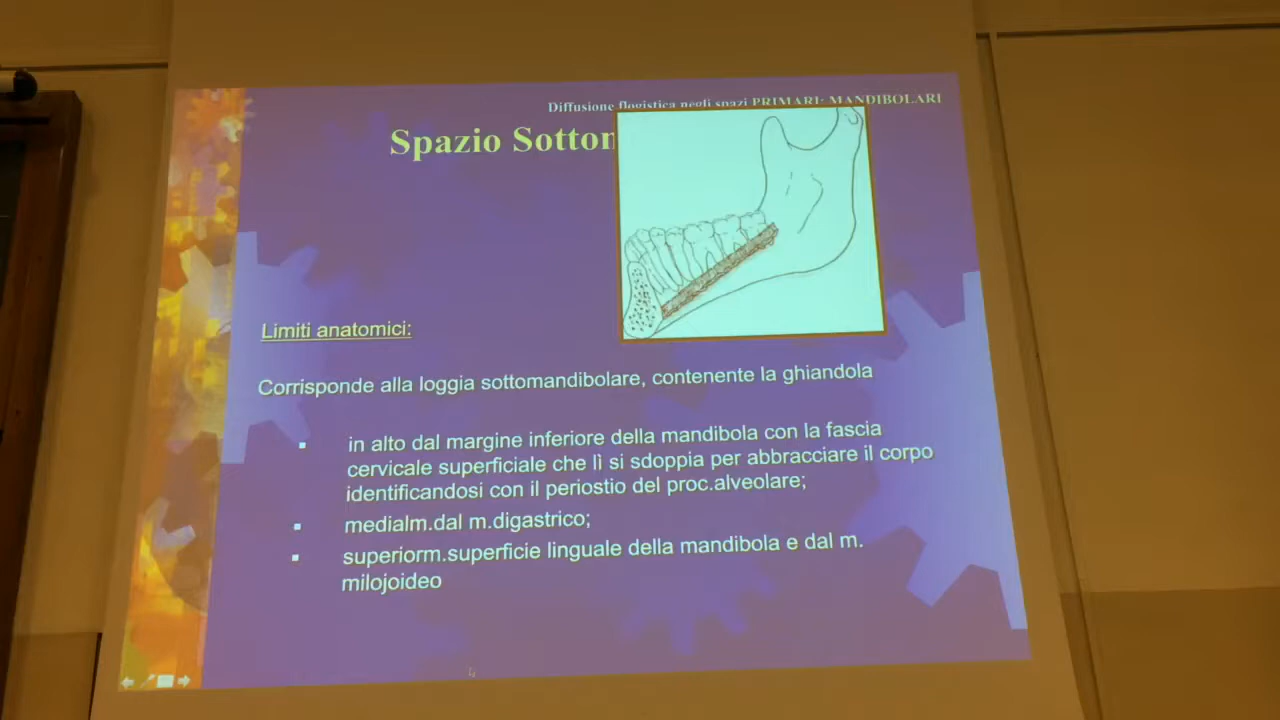 Diffusione flogistica negli spazi PRIMARI: MANDIBOLARI
Spazio Sotto
Limiti anatomici:
Corrisponde alla loggia sottomandibolare, contenente la ghiandola
in alto dal margine inferiore della mandibola con la fascia
cervicale superficiale che lì si sdoppia per abbracciare il corpo
identificandosi con il periostio del proc.alveolare;
medialm.dal m.digastrico;
superiorm.superficie linguale della mandibola e dal m.
milojoideo